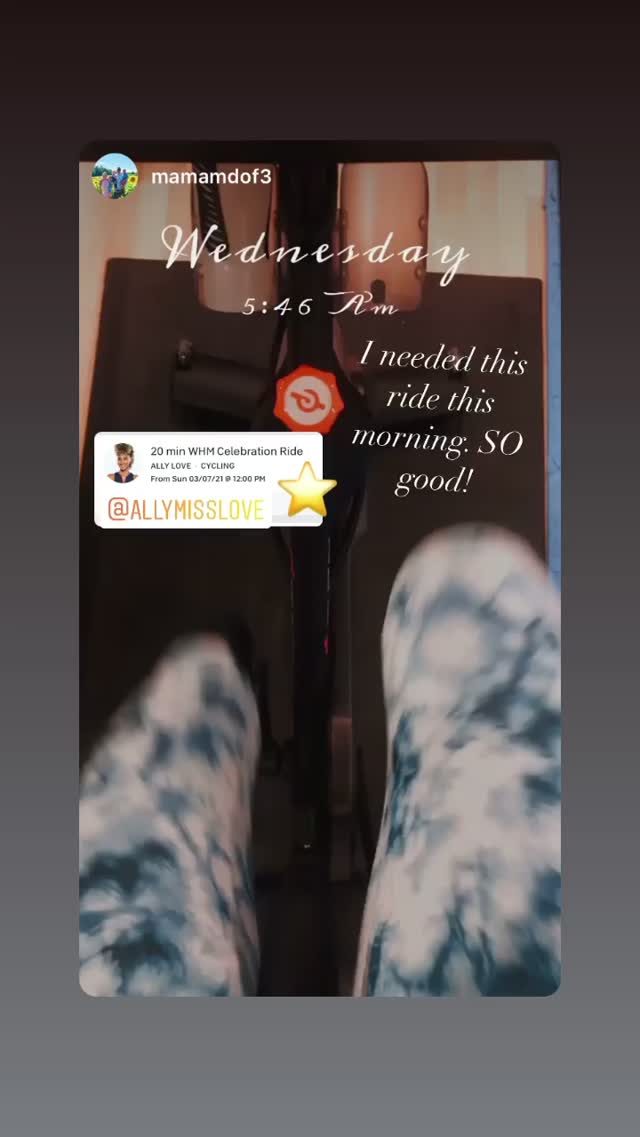 mamamdof3
Wednesday
5:46 Am
I needed this
ride this
morning. SO
good!
20 min WHM Celebration Ride
ALLY LOVE · CYCLING
From Sun 03/07/21 @ 12:00 PM
@ALLYMISSLOVE